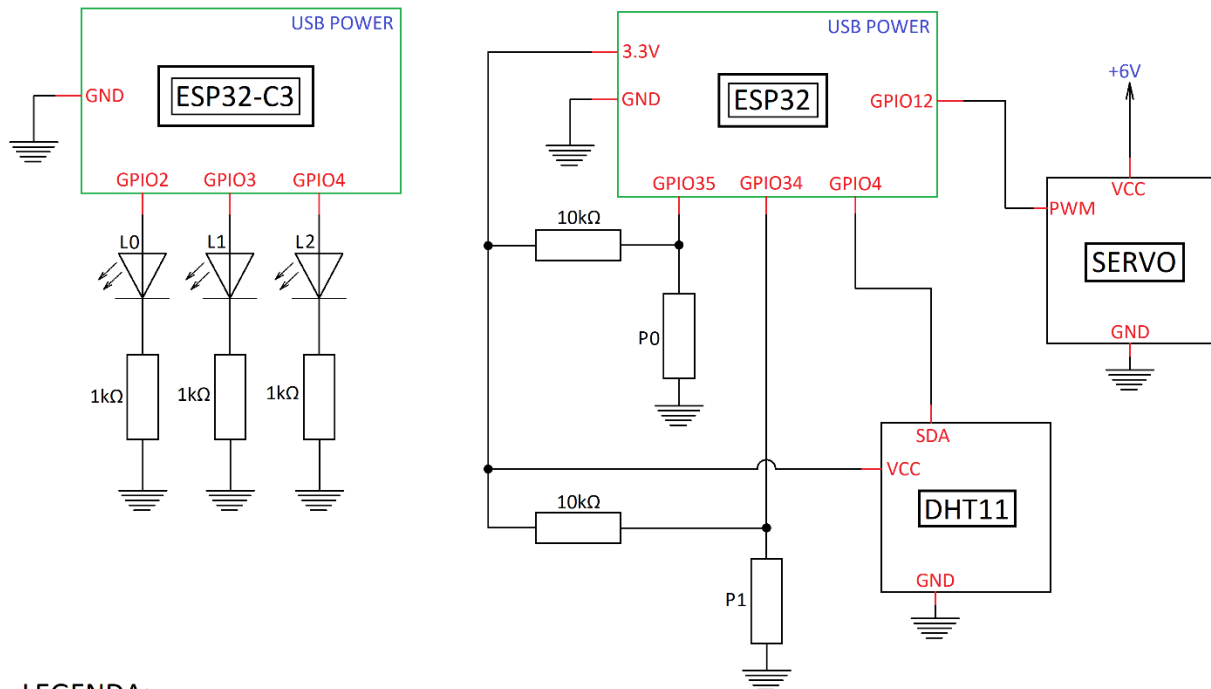 USB POWER
GND
ESP32-C3
GPIO2
GPIO3
GPIO4
L0
L1
L2
1kΩ
1kΩ
1kΩ
USB POWER
3.3V
GND
ESP32
GPIO12
GPIO35
GPIO34
GPIO4
10kΩ
P0
10kΩ
P1
+6V
VCC
PWM
SERVO
GND
SDA
VCC
DHT11
GND
LEGENDA: